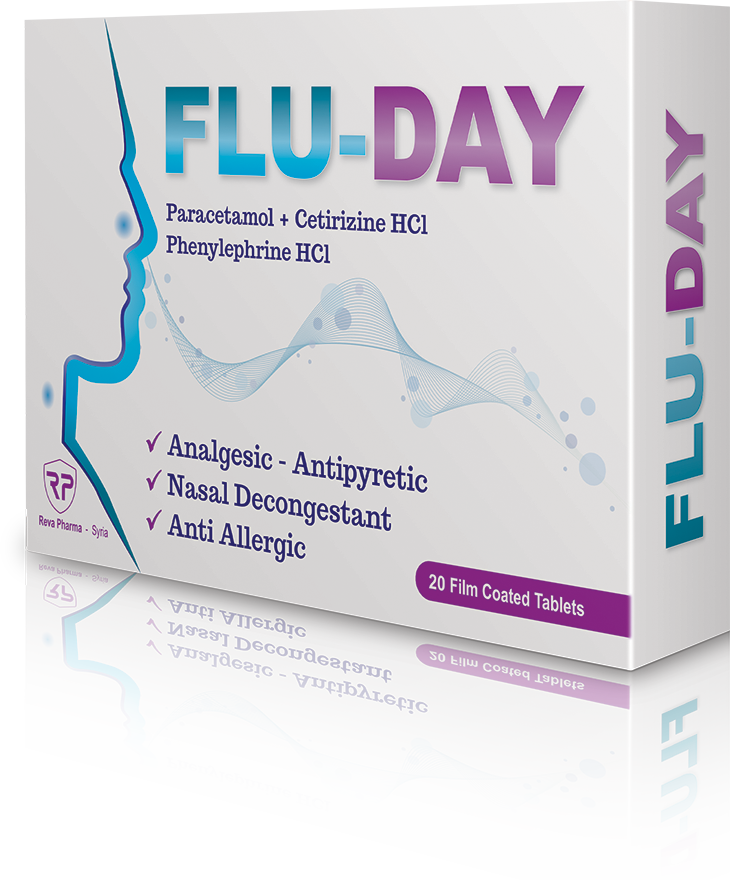 FLU-DAY
Paracetamol + Cetirizine HCl
Phenylephrine HCl
✓ Analgesic - Antipyretic
✓ Nasal Decongestant
✓ Anti Allergic
RP
Reva Pharma - Syria
20 Film Coated Tablets
FLU-DAY